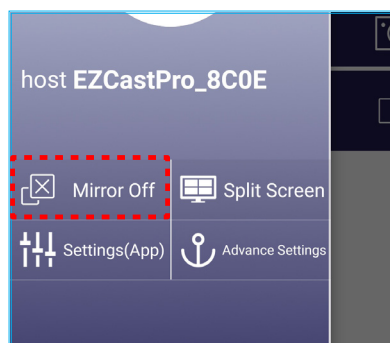 host EZCastPro_8C0E
Mirror Off
Split Screen
Settings(App)
Advance Settings